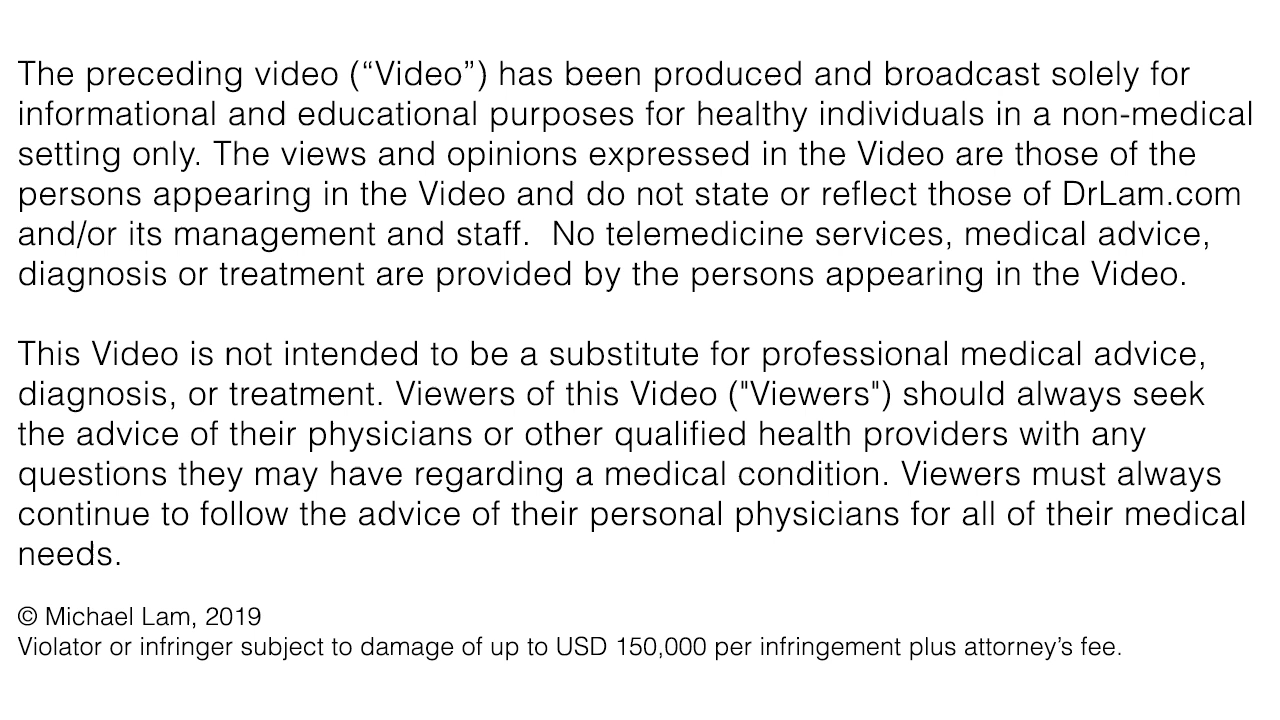 The preceding video (“Video”) has been produced and broadcast solely for
informational and educational purposes for healthy individuals in a non-medical
setting only. The views and opinions expressed in the Video are those of the
persons appearing in the Video and do not state or reflect those of DrLam.com
and/or its management and staff.  No telemedicine services, medical advice,
diagnosis or treatment are provided by the persons appearing in the Video.
This Video is not intended to be a substitute for professional medical advice,
diagnosis, or treatment. Viewers of this Video ("Viewers") should always seek
the advice of their physicians or other qualified health providers with any
questions they may have regarding a medical condition. Viewers must always
continue to follow the advice of their personal physicians for all of their medical
needs.
© Michael Lam, 2019
Violator or infringer subject to damage of up to USD 150,000 per infringement plus attorney’s fee.